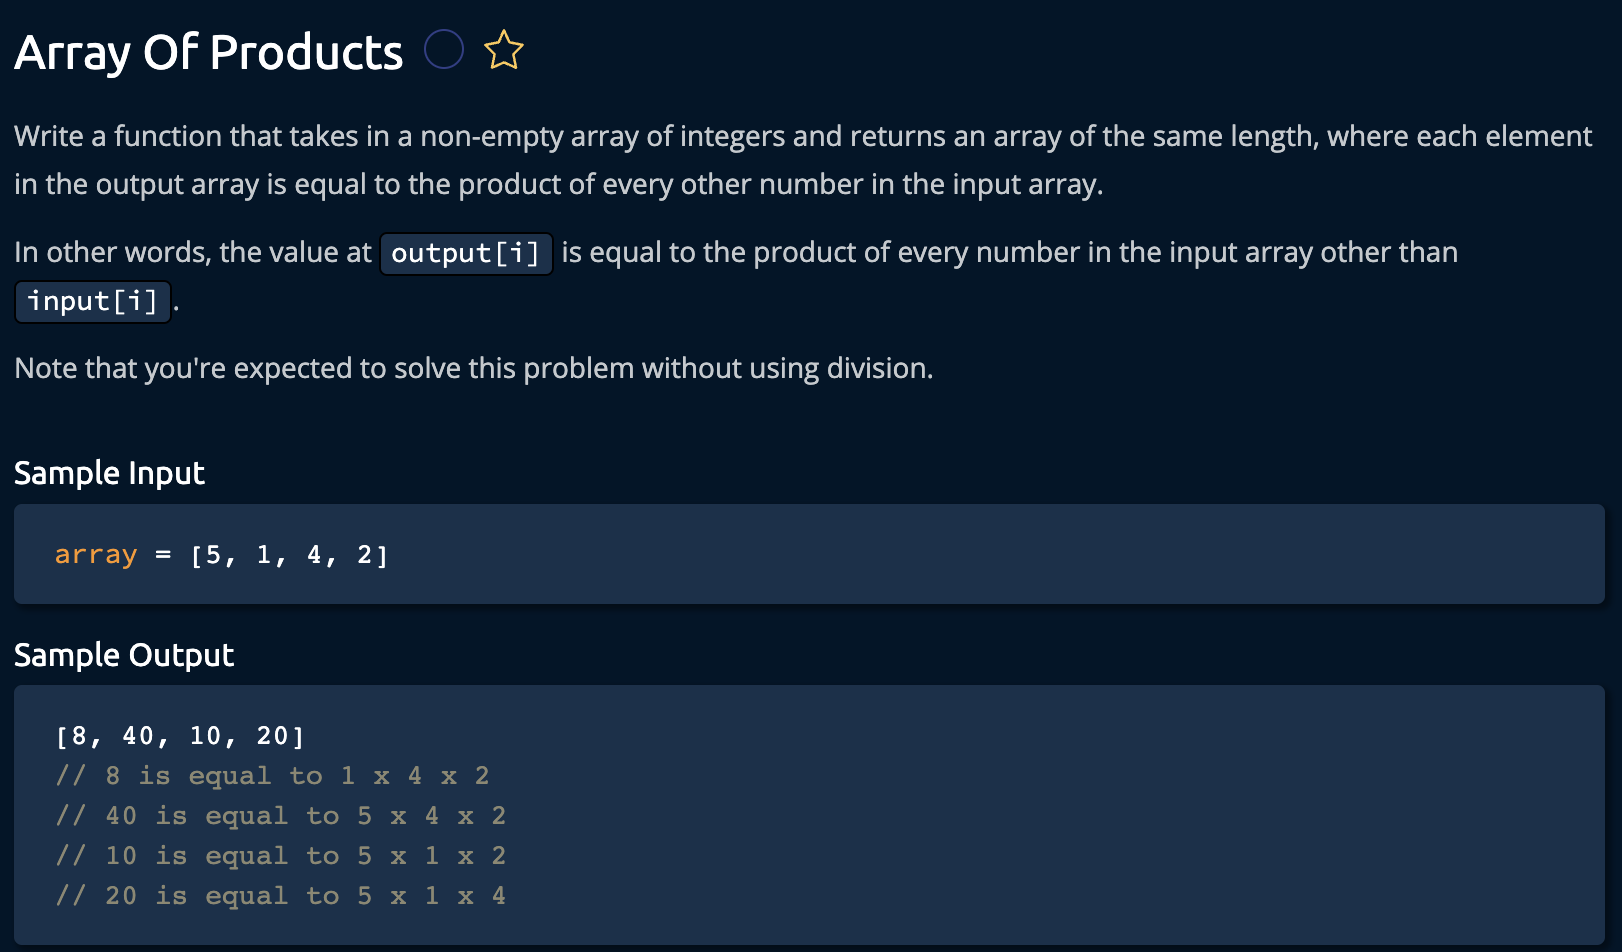 Array Of Products
Write a function that takes in a non-empty array of integers and returns an array of the same length, where each element
in the output array is equal to the product of every other number in the input array.
In other words, the value at output[i] is equal to the product of every number in the input array other than
input[i].
Note that you're expected to solve this problem without using division.
Sample Input
array = [5, 1, 4, 2]
Sample Output
[8, 40, 10, 20]
// 8 is equal to 1 x 4 x 2
// 40 is equal to 5 x 4 x 2
// 10 is equal to 5 x 1 x 2
// 20 is equal to 5 x 1 x 4